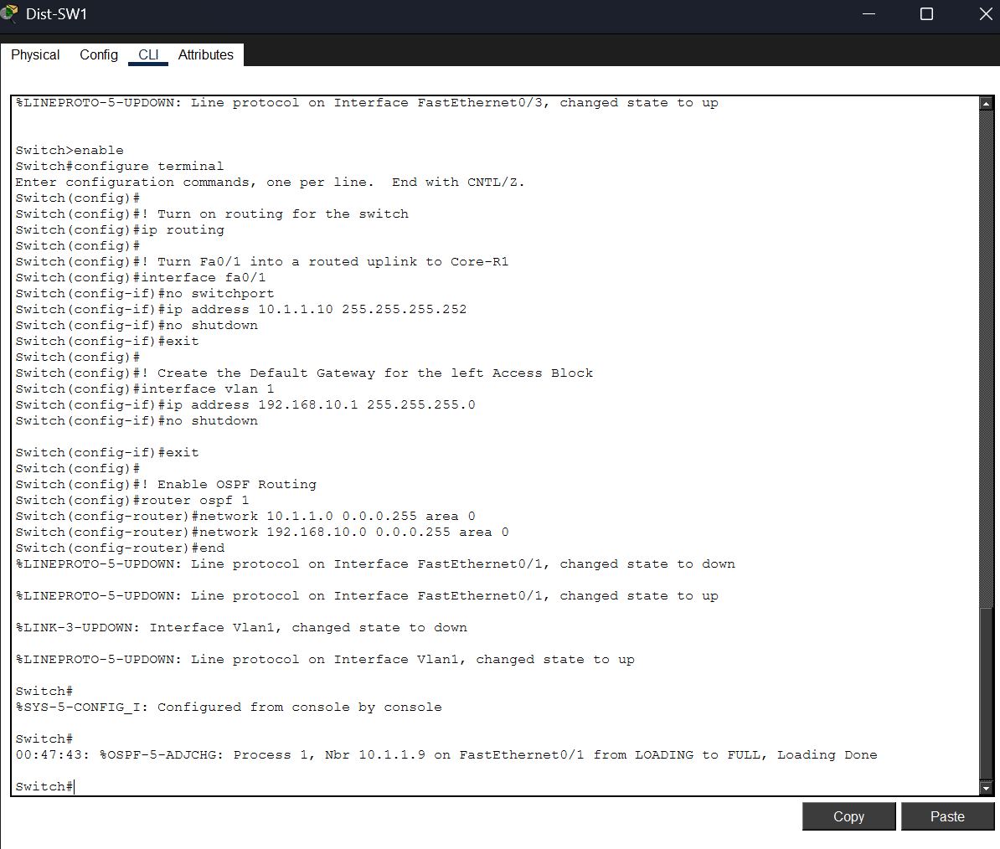 Dist-SW1
Physical Config CLI Attributes
%LINEPROTO-5-UPDOWN: Line protocol on Interface FastEthernet0/3, changed state to up
Switch>enable
Switch#configure terminal
Enter configuration commands, one per line.  End with CNTL/Z.
Switch(config)#
Switch(config)#! Turn on routing for the switch
Switch(config)#ip routing
Switch(config)#
Switch(config)#! Turn Fa0/1 into a routed uplink to Core-R1
Switch(config)#interface fa0/1
Switch(config-if)#no switchport
Switch(config-if)#ip address 10.1.1.10 255.255.255.252
Switch(config-if)#no shutdown
Switch(config-if)#exit
Switch(config)#
Switch(config)#! Create the Default Gateway for the left Access Block
Switch(config)#interface vlan 1
Switch(config-if)#ip address 192.168.10.1 255.255.255.0
Switch(config-if)#no shutdown
Switch(config-if)#exit
Switch(config)#
Switch(config)#! Enable OSPF Routing
Switch(config)#router ospf 1
Switch(config-router)#network 10.1.1.0 0.0.0.255 area 0
Switch(config-router)#network 192.168.10.0 0.0.0.255 area 0
Switch(config-router)#end
%LINEPROTO-5-UPDOWN: Line protocol on Interface FastEthernet0/1, changed state to down
%LINEPROTO-5-UPDOWN: Line protocol on Interface FastEthernet0/1, changed state to up
%LINK-3-UPDOWN: Interface Vlan1, changed state to down
%LINEPROTO-5-UPDOWN: Line protocol on Interface Vlan1, changed state to up
Switch#
%SYS-5-CONFIG_I: Configured from console by console
Switch#
00:47:43: %OSPF-5-ADJCHG: Process 1, Nbr 10.1.1.9 on FastEthernet0/1 from LOADING to FULL, Loading Done
Switch#
Copy Paste